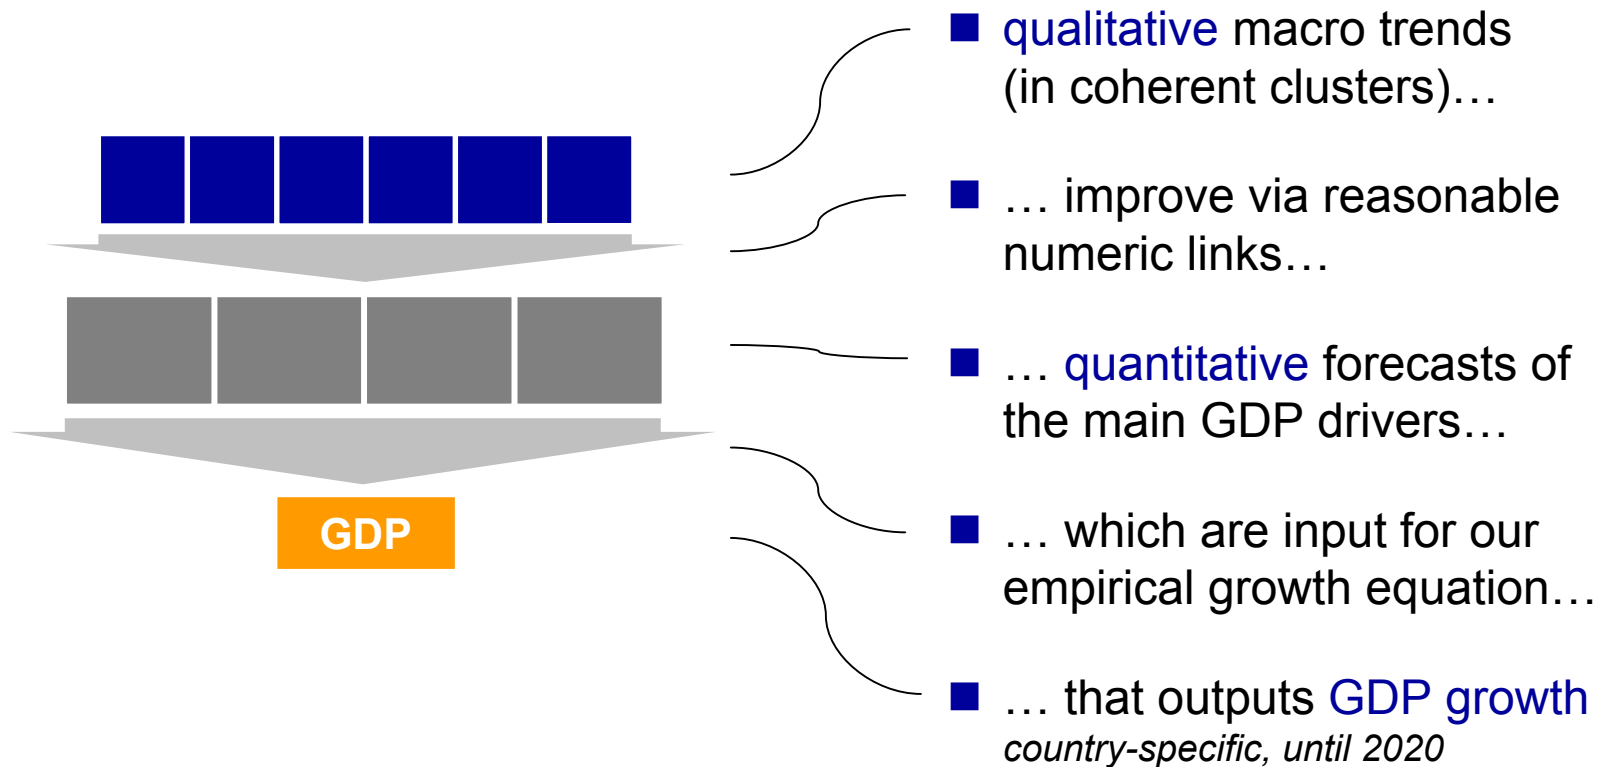 qualitative macro trends
(in coherent clusters)…
… improve via reasonable
numeric links…
… quantitative forecasts of
the main GDP drivers…
GDP
… which are input for our
empirical growth equation…
… that outputs GDP growth
country-specific, until 2020